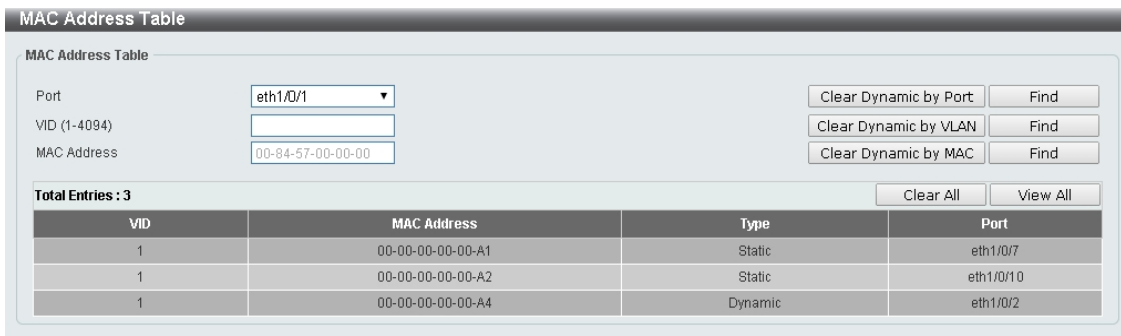 MAC Address Table
MAC Address Table
Port eth1/0/1 Clear Dynamic by Port Find
VID (1-4094) Clear Dynamic by VLAN Find
MAC Address 00-84-57-00-00-00 Clear Dynamic by MAC Find
Total Entries : 3 Clear All View All
VID MAC Address Type Port
1 00-00-00-00-00-A1 Static eth1/0/7
1 00-00-00-00-00-A2 Static eth1/0/10
1 00-00-00-00-00-A4 Dynamic eth1/0/2